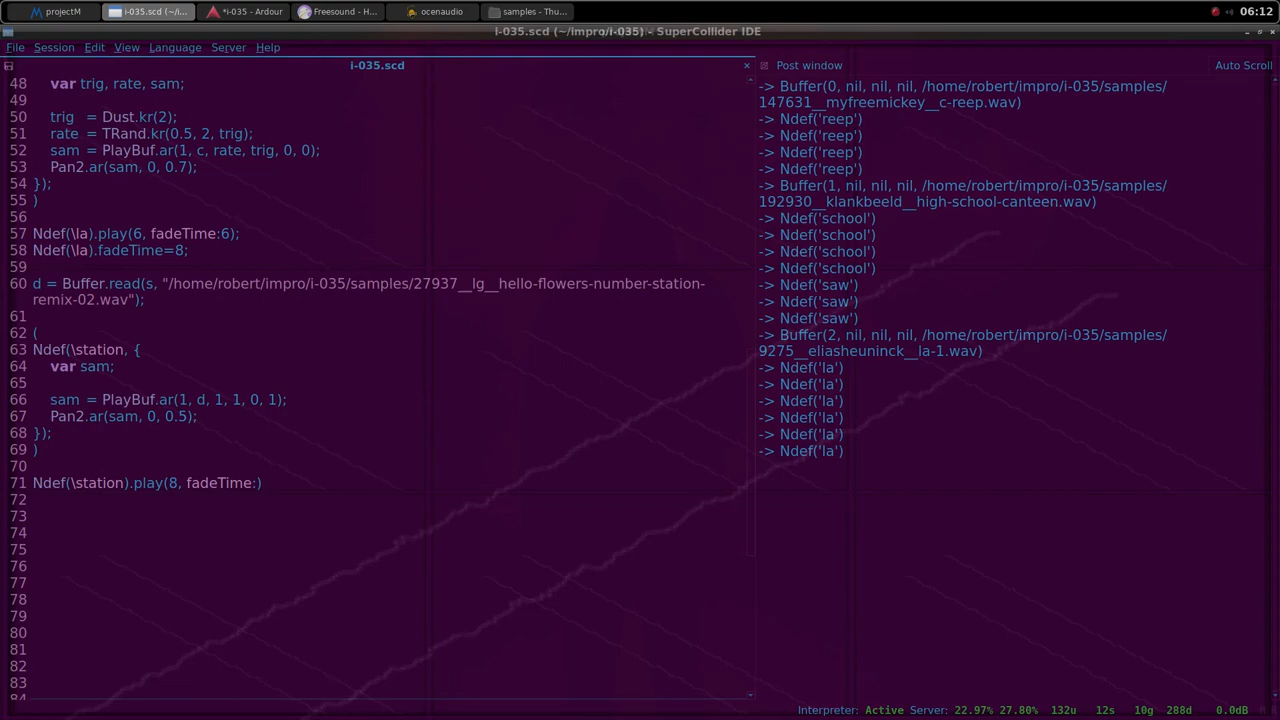 projectM
i-035.scd (~/i...
*i-035 - Ardour
Freesound - H...
ocenaudio
samples - Thu...
06:12
i-035.scd (~/impro/i-035) - SuperCollider IDE
File Session Edit View Language Server Help
i-035.scd
48 var trig, rate, sam;
49
50 trig = Dust.kr(2);
51 rate = TRand.kr(0.5, 2, trig);
52 sam = PlayBuf.ar(1, c, rate, trig, 0, 0);
53 Pan2.ar(sam, 0, 0.7);
54 });
55 )
56
57 Ndef(\la).play(6, fadeTime:6);
58 Ndef(\la).fadeTime=8;
59
60 d = Buffer.read(s, "/home/robert/impro/i-035/samples/27937__lg__hello-flowers-number-station-
remix-02.wav");
61
62 (
63 Ndef(\station, {
64 var sam;
65
66 sam = PlayBuf.ar(1, d, 1, 1, 0, 1);
67 Pan2.ar(sam, 0, 0.5);
68 });
69 )
70
71 Ndef(\station).play(8, fadeTime:)
72
73
74
75
76
77
78
79
80
81
82
83
84
Post window
Auto Scroll
-> Buffer(0, nil, nil, nil, /home/robert/impro/i-035/samples/
147631__myfreemickey__c-reep.wav)
-> Ndef('reep')
-> Ndef('reep')
-> Ndef('reep')
-> Ndef('reep')
-> Buffer(1, nil, nil, nil, /home/robert/impro/i-035/samples/
192930__klankbeeld__high-school-canteen.wav)
-> Ndef('school')
-> Ndef('school')
-> Ndef('school')
-> Ndef('school')
-> Ndef('saw')
-> Ndef('saw')
-> Ndef('saw')
-> Buffer(2, nil, nil, nil, /home/robert/impro/i-035/samples/
9275__eliasheuninck__la-1.wav)
-> Ndef('la')
-> Ndef('la')
-> Ndef('la')
-> Ndef('la')
-> Ndef('la')
-> Ndef('la')
Interpreter: Active Server: 22.97% 27.80% 132u 12s 10g 288d 0.0dB